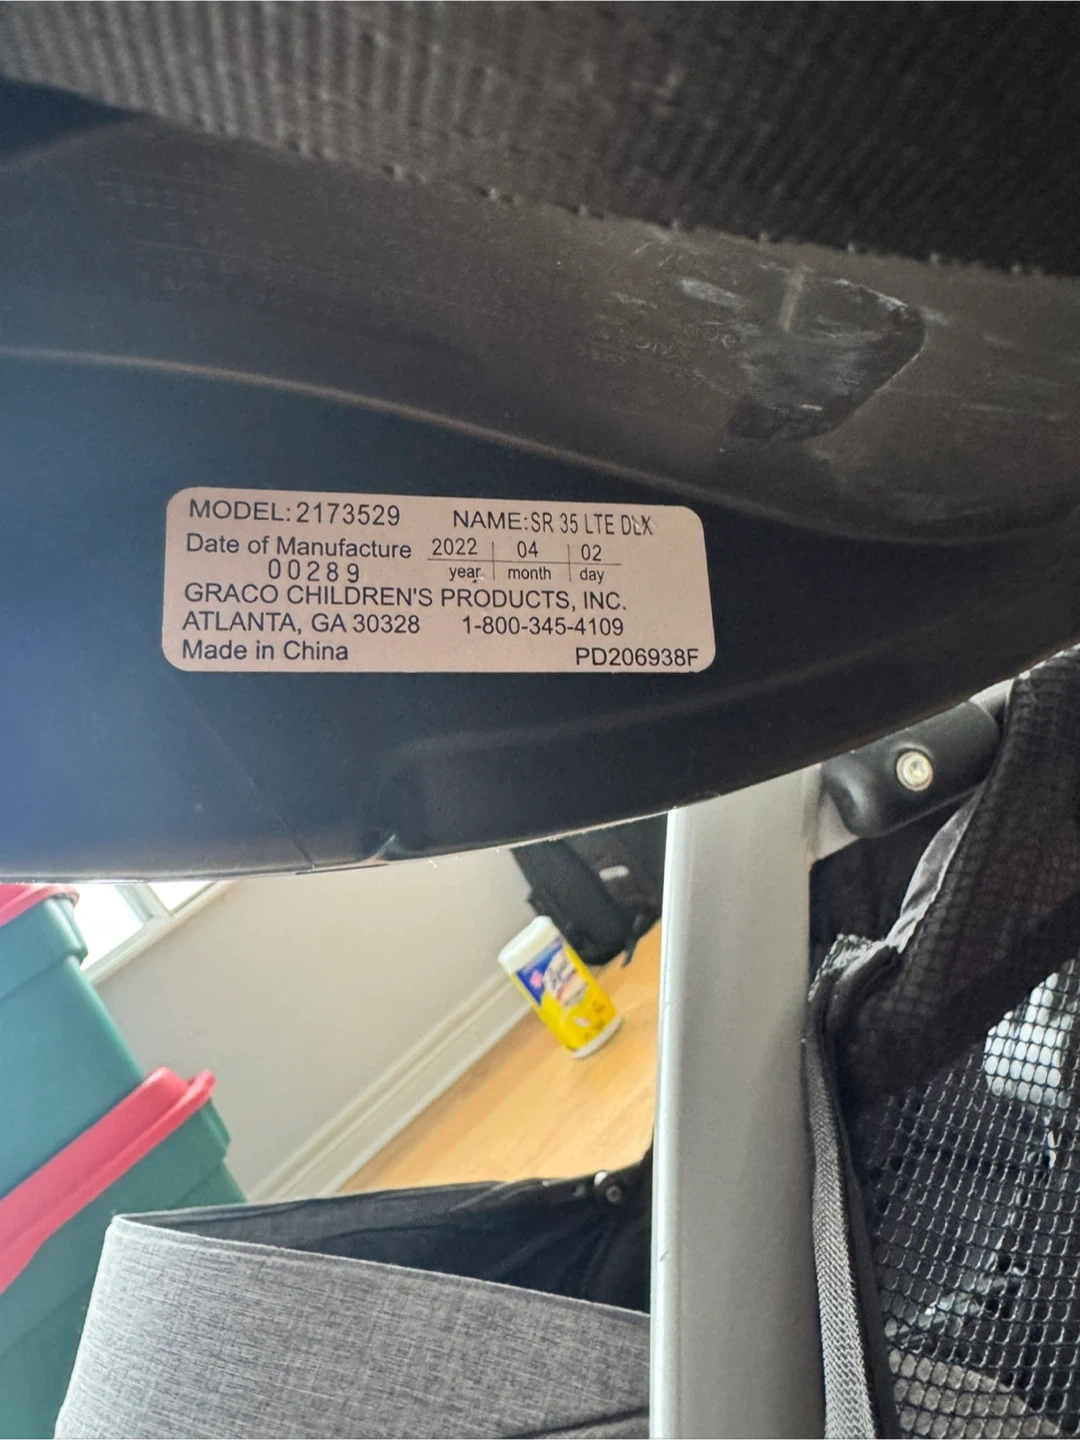 MODEL: 2173529 NAME:SR 35 LTE DLX
Date of Manufacture 2022 | 04 | 02
00289 year | month | day
GRACO CHILDREN'S PRODUCTS, INC.
ATLANTA, GA 30328 1-800-345-4109
Made in China PD206938F
Lysol